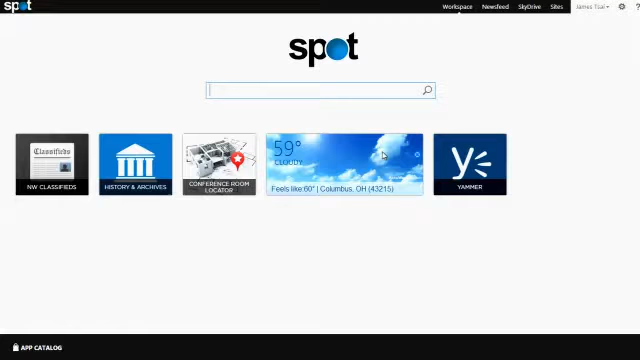 spot
Workspace
Newsfeed
SkyDrive
Sites
James Tsai
?
spot
Classifieds
NW CLASSIFIEDS
HISTORY & ARCHIVES
CONFERENCE ROOM
LOCATOR
59°
CLOUDY
Feels like:60° | Columbus, OH (43215)
y
YAMMER
APP CATALOG